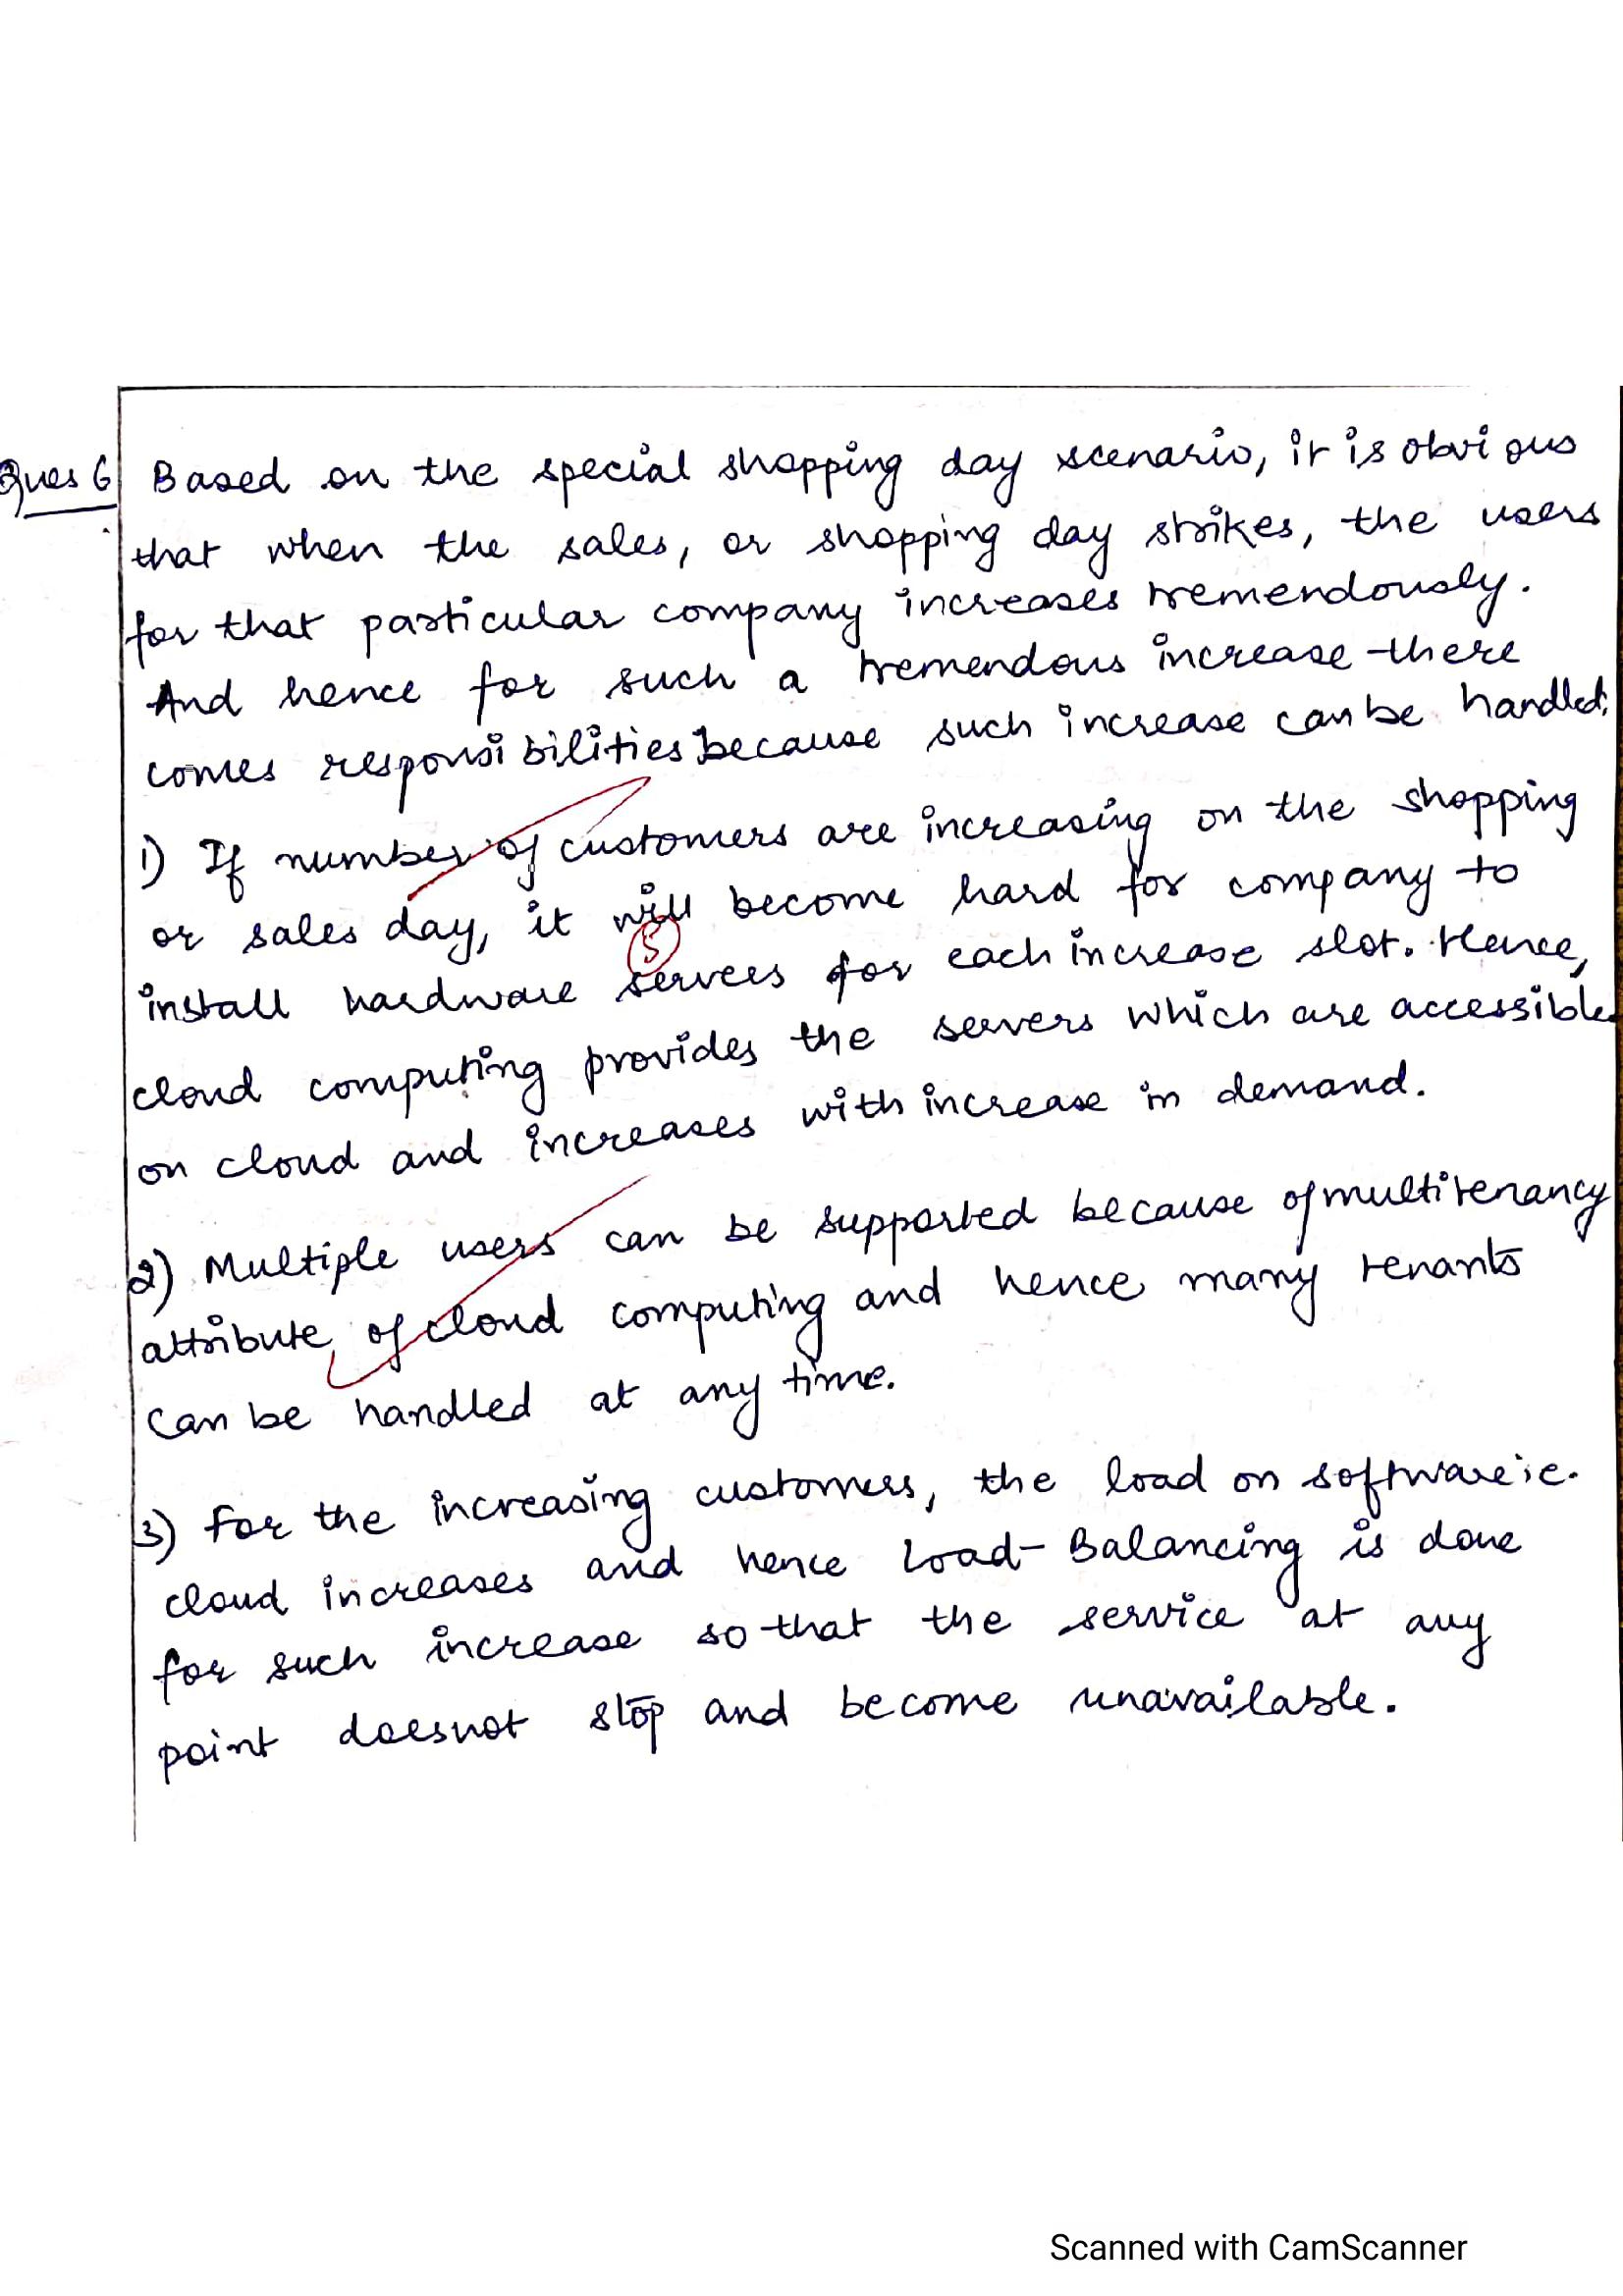 Ques 6 Based on the special shopping day scenario, it is obvious
that when the sales, or shopping day strikes, the users
for that particular company increases tremendously.
And hence for such a tremendous increase there
comes responsibilities because such increase can be handled.
1) If number of customers are increasing on the shopping
or sales day, it will become hard for company to
5
install hardware servers for each increase slot. Hence,
cloud computing provides the servers which are accessible
on cloud and increases with increase in demand.
2) Multiple users can be supported because of multitenancy
attribute of cloud computing and hence many tenants
can be handled at any time.
3) For the increasing customers, the load on software i.e.
cloud increases and hence Load-Balancing is done
for such increase so that the service at any
point doesnot stop and become unavailable.
Scanned with CamScanner